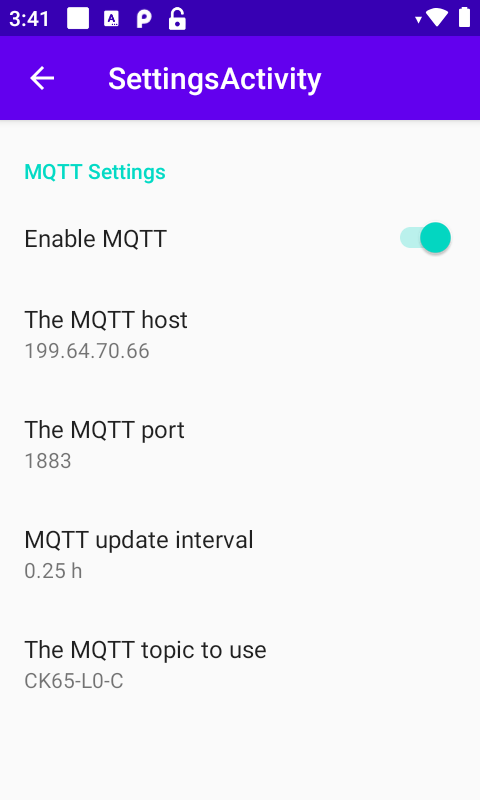 3:41
SettingsActivity
MQTT Settings
Enable MQTT
The MQTT host
199.64.70.66
The MQTT port
1883
MQTT update interval
0.25 h
The MQTT topic to use
CK65-L0-C